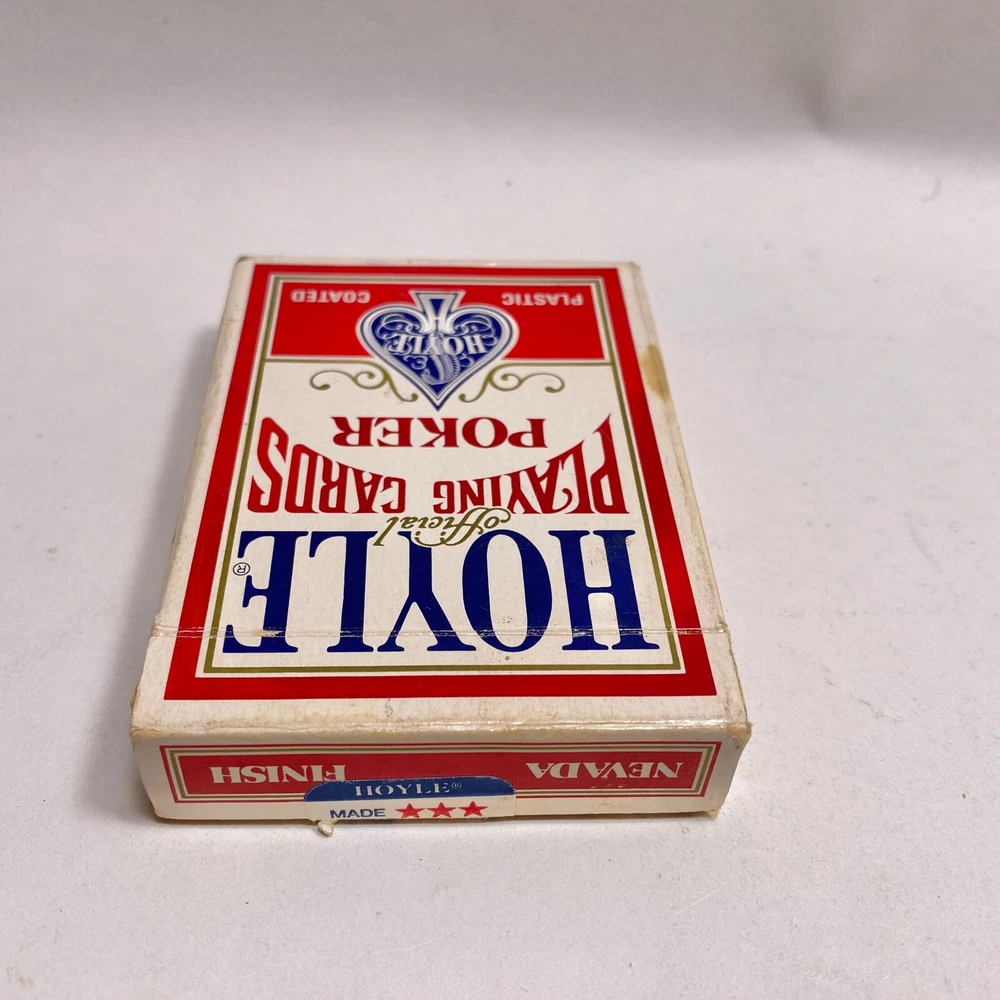 HOYLE®
official
PLAYING CARDS
POKER
HOYLE
PLASTIC COATED
NEVADA FINISH
HOYLE®
MADE